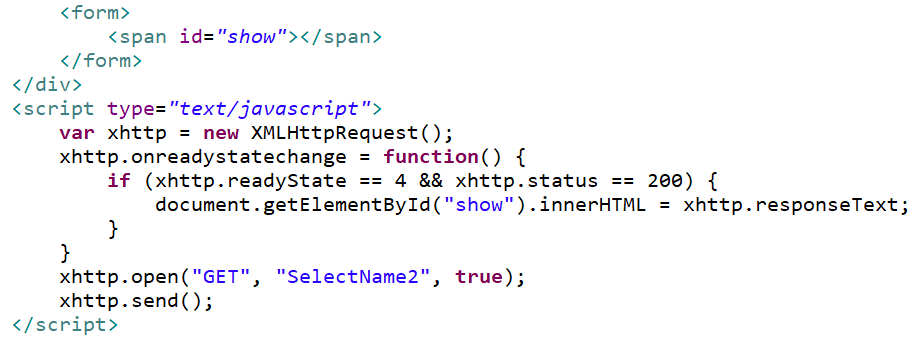 <form>
<span id="show"></span>
</form>
</div>
<script type="text/javascript">
var xhttp = new XMLHttpRequest();
xhttp.onreadystatechange = function() {
if (xhttp.readyState == 4 && xhttp.status == 200) {
document.getElementById("show").innerHTML = xhttp.responseText;
}
}
xhttp.open("GET", "SelectName2", true);
xhttp.send();
</script>